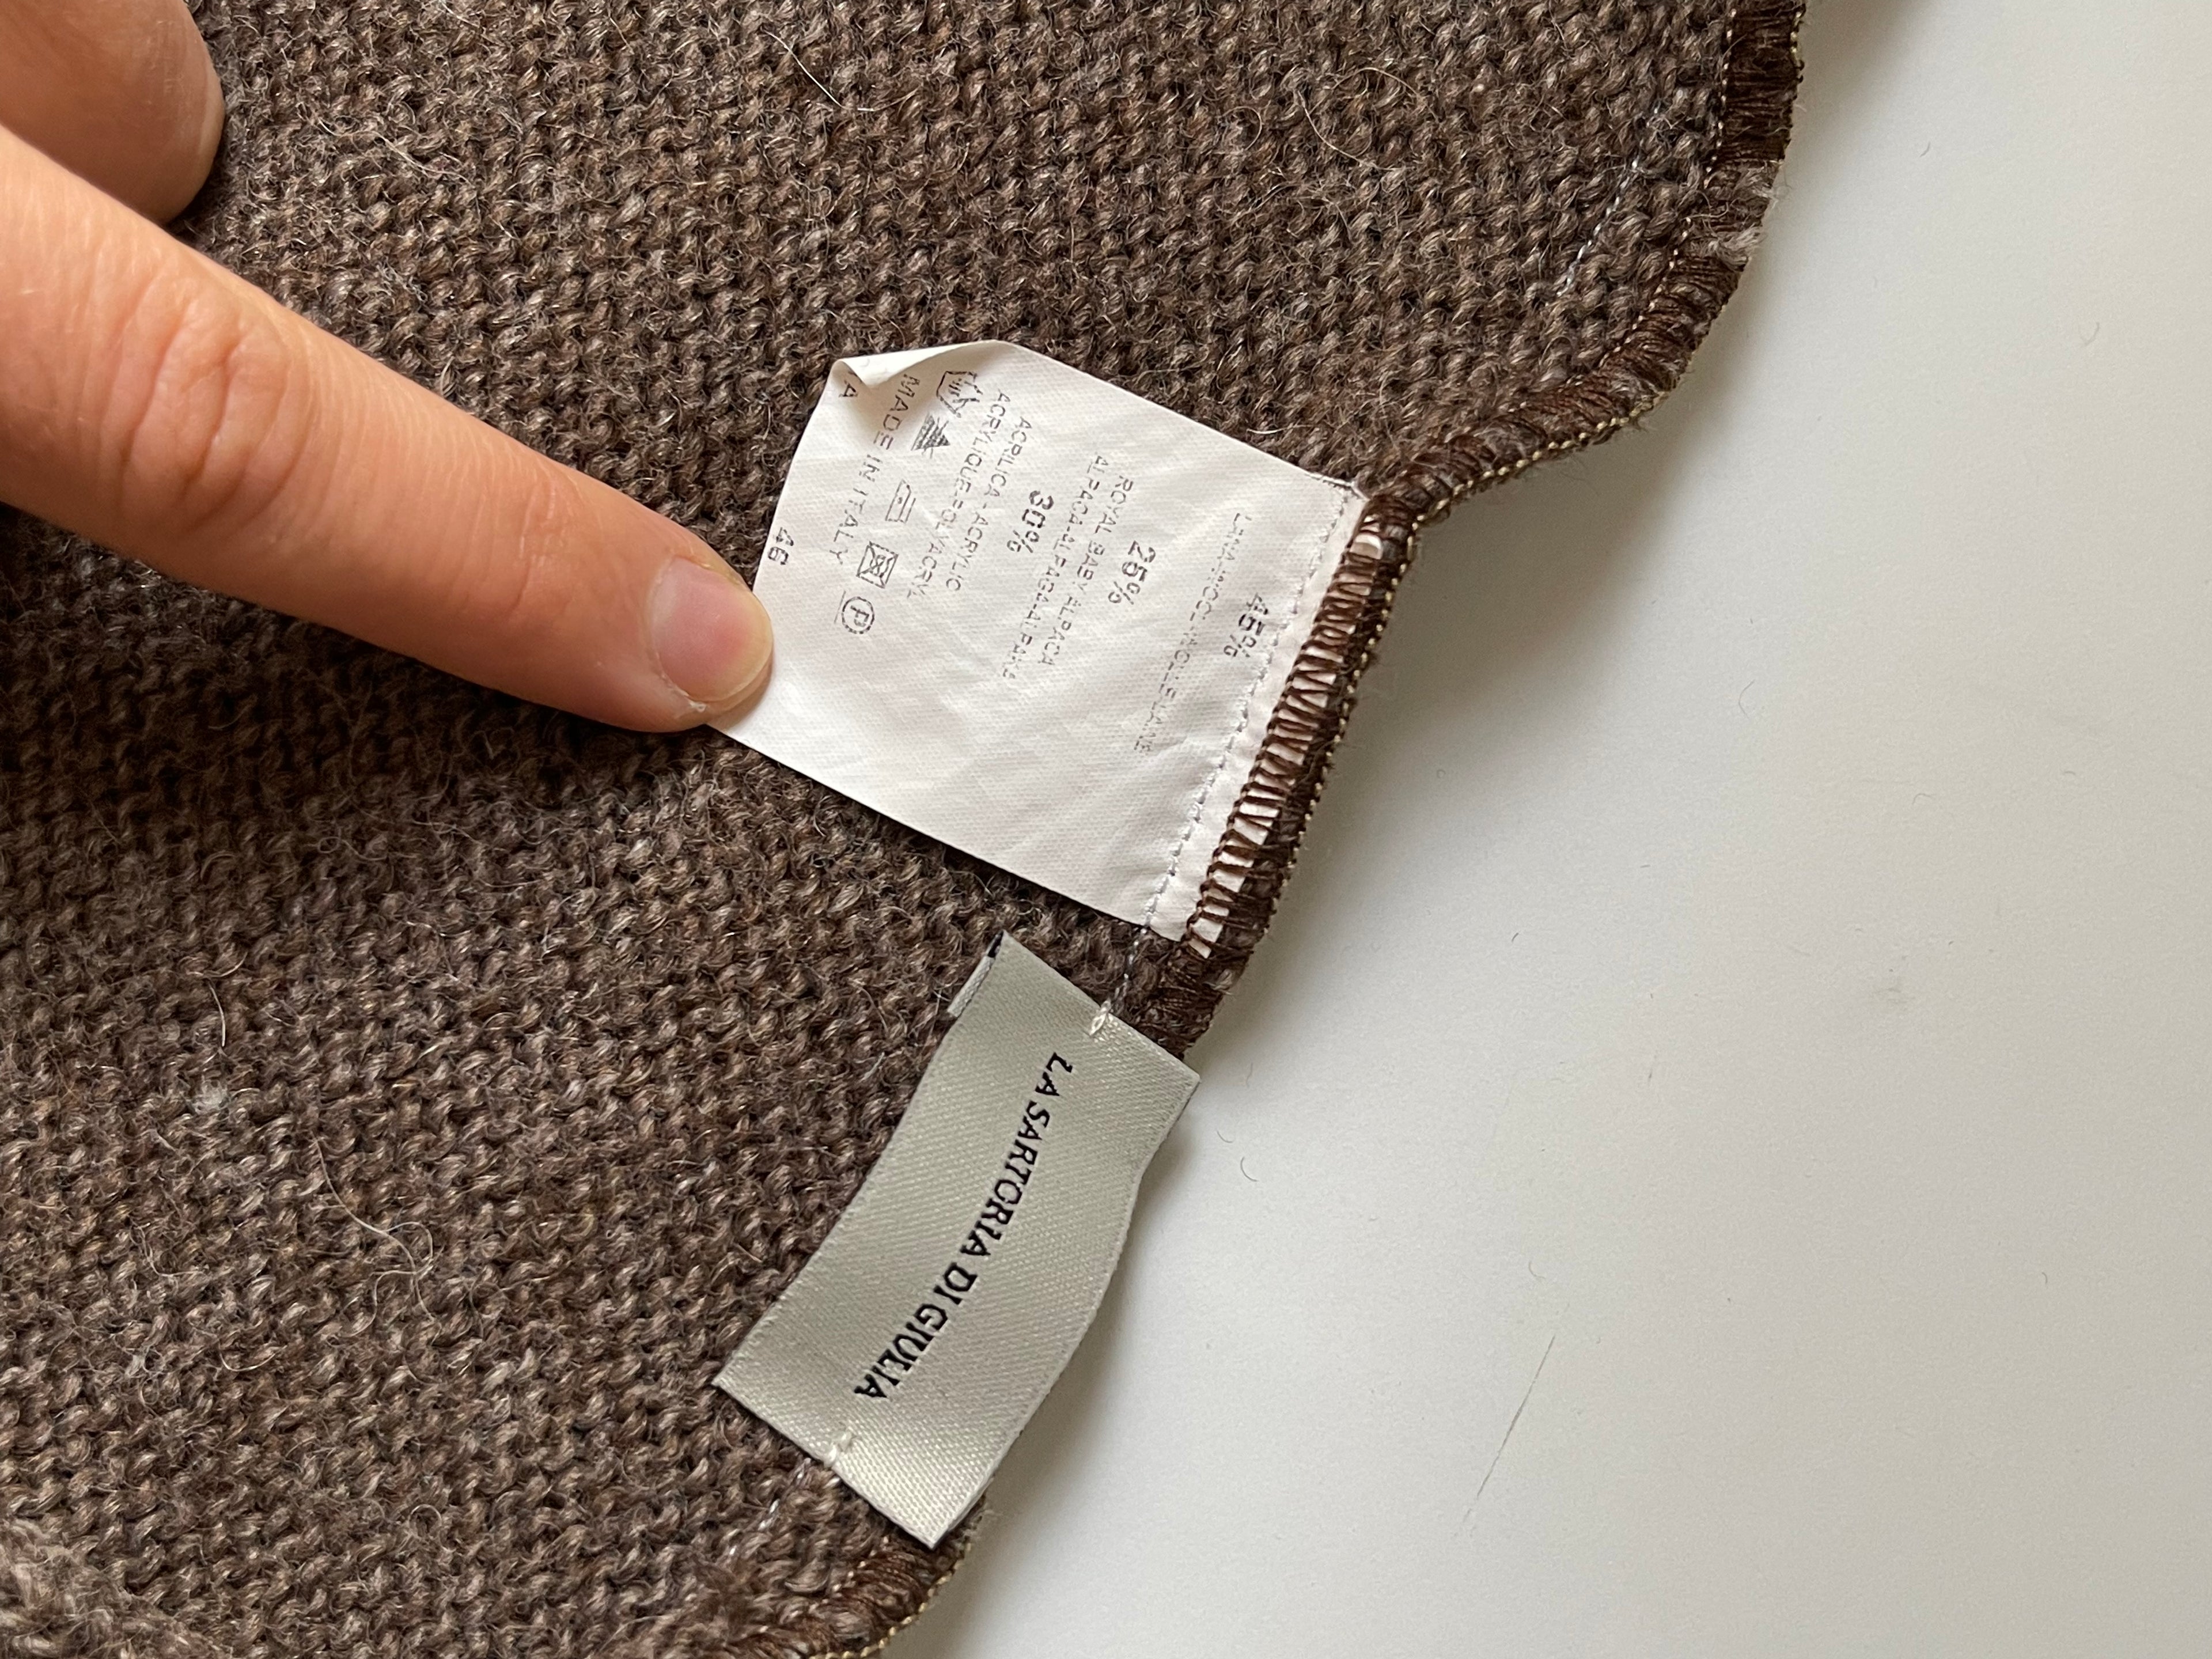 45%
LANA-WOOL-WOLLE-LAINE
25%
ROYAL BABY ALPACA
ALPACA-ALPAGA-ALPAKA
30%
ACRILICA-ACRYLIC
ACRYLIQUE-POLYACRYL
P
MADE IN ITALY
A 46
LA SARTORIA DI GIULIA